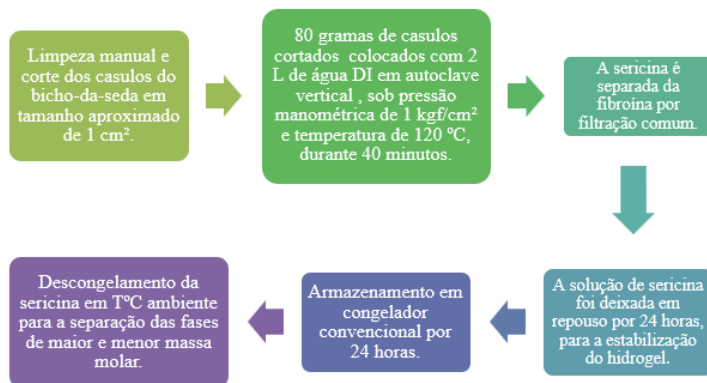 Limpeza manual e
corte dos casulos do
bicho-da-seda em
tamanho aproximado
de 1 cm².
80 gramas de casulos
cortados colocados com 2
L de água DI em autoclave
vertical , sob pressão
manométrica de 1 kgf/cm²
e temperatura de 120 ºC,
durante 40 minutos.
A sericina é
separada da
fibroína por
filtração comum.
A solução de sericina
foi deixada em
repouso por 24 horas,
para a estabilização
do hidrogel.
Armazenamento em
congelador
convencional por
24 horas.
Descongelamento da
sericina em TºC ambiente
para a separação das fases
de maior e menor massa
molar.